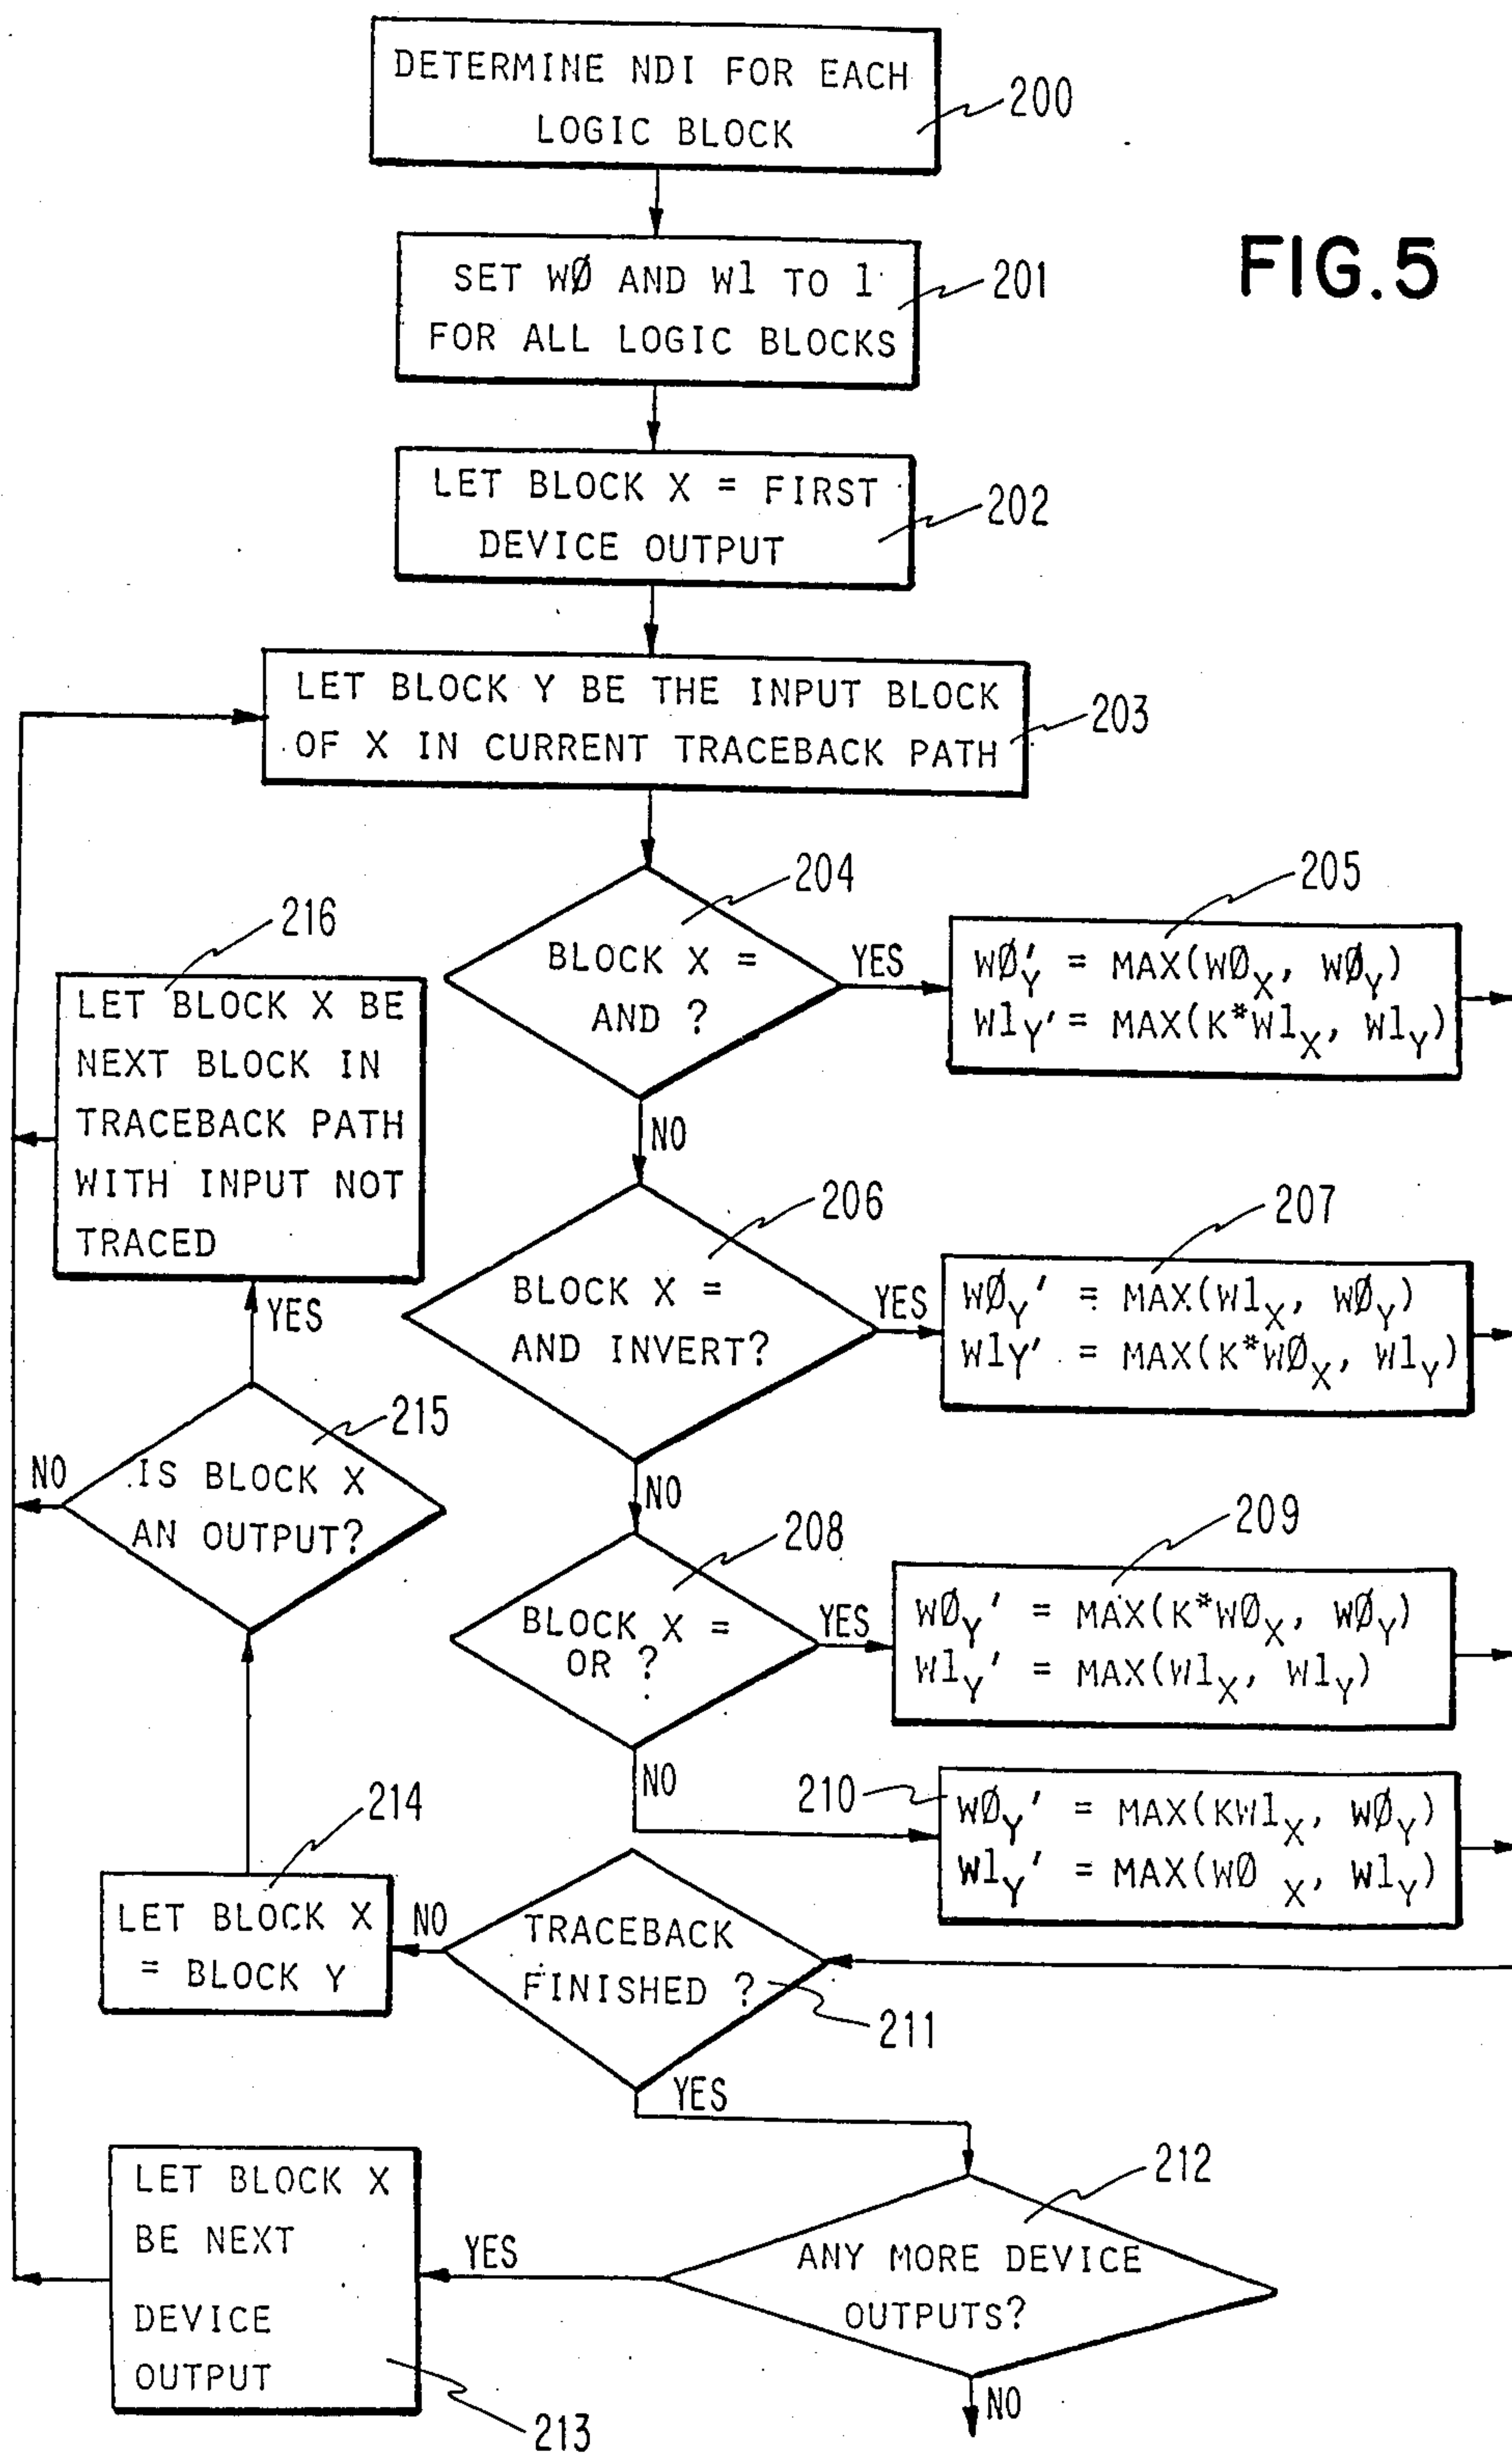 DETERMINE NDI FOR EACH
LOGIC BLOCK
200
FIG.5
SET WØ AND W1 TO 1
FOR ALL LOGIC BLOCKS
201
LET BLOCK X = FIRST
DEVICE OUTPUT
202
LET BLOCK Y BE THE INPUT BLOCK
OF X IN CURRENT TRACEBACK PATH
203
204
BLOCK X =
AND ?
YES
NO
205
WØ'Y = MAX(WØX, WØY)
W1Y' = MAX(K*W1X, W1Y)
216
LET BLOCK X BE
NEXT BLOCK IN
TRACEBACK PATH
WITH INPUT NOT
TRACED
YES
206
BLOCK X =
AND INVERT?
YES
NO
207
WØY' = MAX(W1X, WØY)
W1Y' = MAX(K*WØX, W1Y)
215
IS BLOCK X
AN OUTPUT?
NO
208
BLOCK X =
OR ?
YES
NO
209
WØY' = MAX(K*WØX, WØY)
W1Y' = MAX(W1X, W1Y)
210
WØY' = MAX(KW1X, WØY)
W1Y' = MAX(WØ X, W1Y)
214
LET BLOCK X
= BLOCK Y
NO
TRACEBACK
FINISHED ?
211
YES
212
ANY MORE DEVICE
OUTPUTS?
YES
NO
LET BLOCK X
BE NEXT
DEVICE
OUTPUT
213